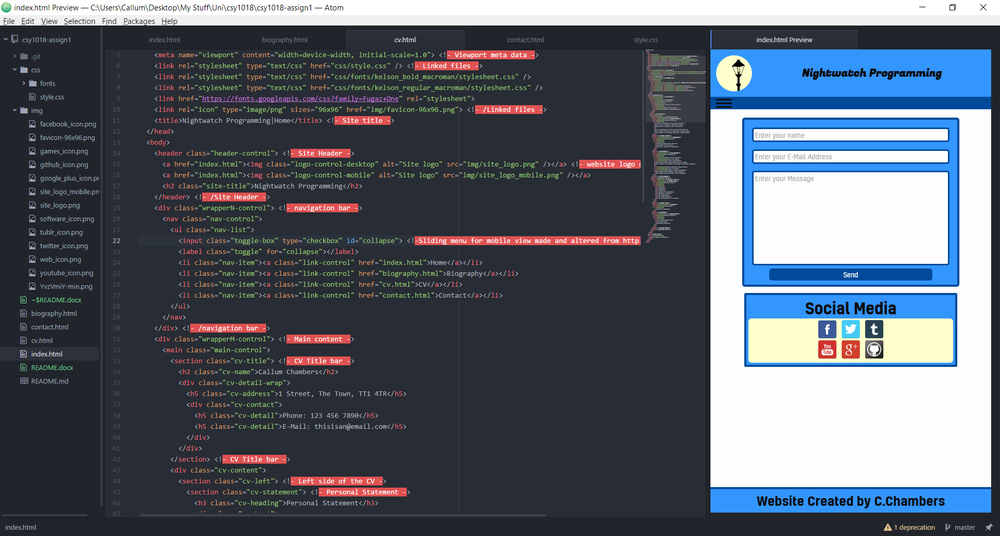 index.html Preview — C:\Users\Callum\Desktop\My Stuff\Uni\csy1018\csy1018-assign1 — Atom
File Edit View Selection Find Packages Help
csy1018-assign1
.git
css
fonts
style.css
img
facebook_icon.png
favicon-96x96.png
games_icon.png
github_icon.png
google_plus_icon.pr
site_logo_mobile.pn
site_logo.png
software_icon.png
tublr_icon.png
twitter_icon.png
web_icon.png
youtube_icon.png
YvzVmiY-min.png
~$README.docx
biography.html
contact.html
cv.html
index.html
README.docx
README.md
index.html biography.html cv.html contact.html style.css
5 <meta name="viewport" content="width=device-width, initial-scale=1.0"> <!- Viewport meta data ->
6 <link rel="stylesheet" type="text/css" href="css/style.css" /> <!- Linked files ->
7 <link rel="stylesheet" type="text/css" href="css/fonts/kelson_bold_macroman/stylesheet.css" />
8 <link rel="stylesheet" type="text/css" href="css/fonts/kelson_regular_macroman/stylesheet.css" />
9 <link href="https://fonts.googleapis.com/css?family=Fugaz+One" rel="stylesheet">
10 <link rel="icon" type="image/png" sizes="96x96" href="img/favicon-96x96.png"> <!- /Linked files ->
11 <title>Nightwatch Programming|Home</title> <!- Site title ->
12 </head>
13 <body>
14 <header class="header-control"> <!- Site Header ->
15 <a href="index.html"><img class="logo-control-desktop" alt="Site logo" src="img/site_logo.png" /></a> <!- website logo
16 <a href="index.html"><img class="logo-control-mobile" alt="Site logo" src="img/site_logo_mobile.png" /></a>
17 <h2 class="site-title">Nightwatch Programming</h2>
18 </header> <!- /Site Header ->
19 <div class="wrapperN-control"> <!- navigation bar ->
20 <nav class="nav-control">
21 <ul class="nav-list">
22 <input class="toggle-box" type="checkbox" id="collapse"> <!-Sliding menu for mobile view made and altered from http:
23 <label class="toggle" for="collapse"></label>
24 <li class="nav-item"><a class="link-control" href="index.html">Home</a></li>
25 <li class="nav-item"><a class="link-control" href="biography.html">Biography</a></li>
26 <li class="nav-item"><a class="link-control" href="cv.html">CV</a></li>
27 <li class="nav-item"><a class="link-control" href="contact.html">Contact</a></li>
28 </ul>
29 </nav>
30 </div> <!- /navigation bar ->
31 <div class="wrapperM-control"> <!- Main content ->
32 <main class="main-control">
33 <section class="cv-title"> <!- CV Title bar ->
34 <h2 class="cv-name">Callum Chambers</h2>
35 <div class="cv-detail-wrap">
36 <h5 class="cv-address">1 Street, The Town, TT1 4TR</h5>
37 <div class="cv-contact">
38 <h5 class="cv-detail">Phone: 123 456 7890</h5>
39 <h5 class="cv-detail">E-Mail: thisisan@email.com</h5>
40 </div>
41 </div>
42 </section> <!- CV Title bar ->
43 <div class="cv-content">
44 <section class="cv-left"> <!- Left side of the CV ->
45 <section class="cv-statement"> <!- Personal Statement ->
46 <h3 class="cv-heading">Personal Statement</h3>
47
index.html Preview
Nightwatch Programming
Enter your name
Enter your E-Mail Address
Enter your Message
Send
Social Media
f t
You Tube g+
Website Created by C.Chambers
index.html 1 deprecation master